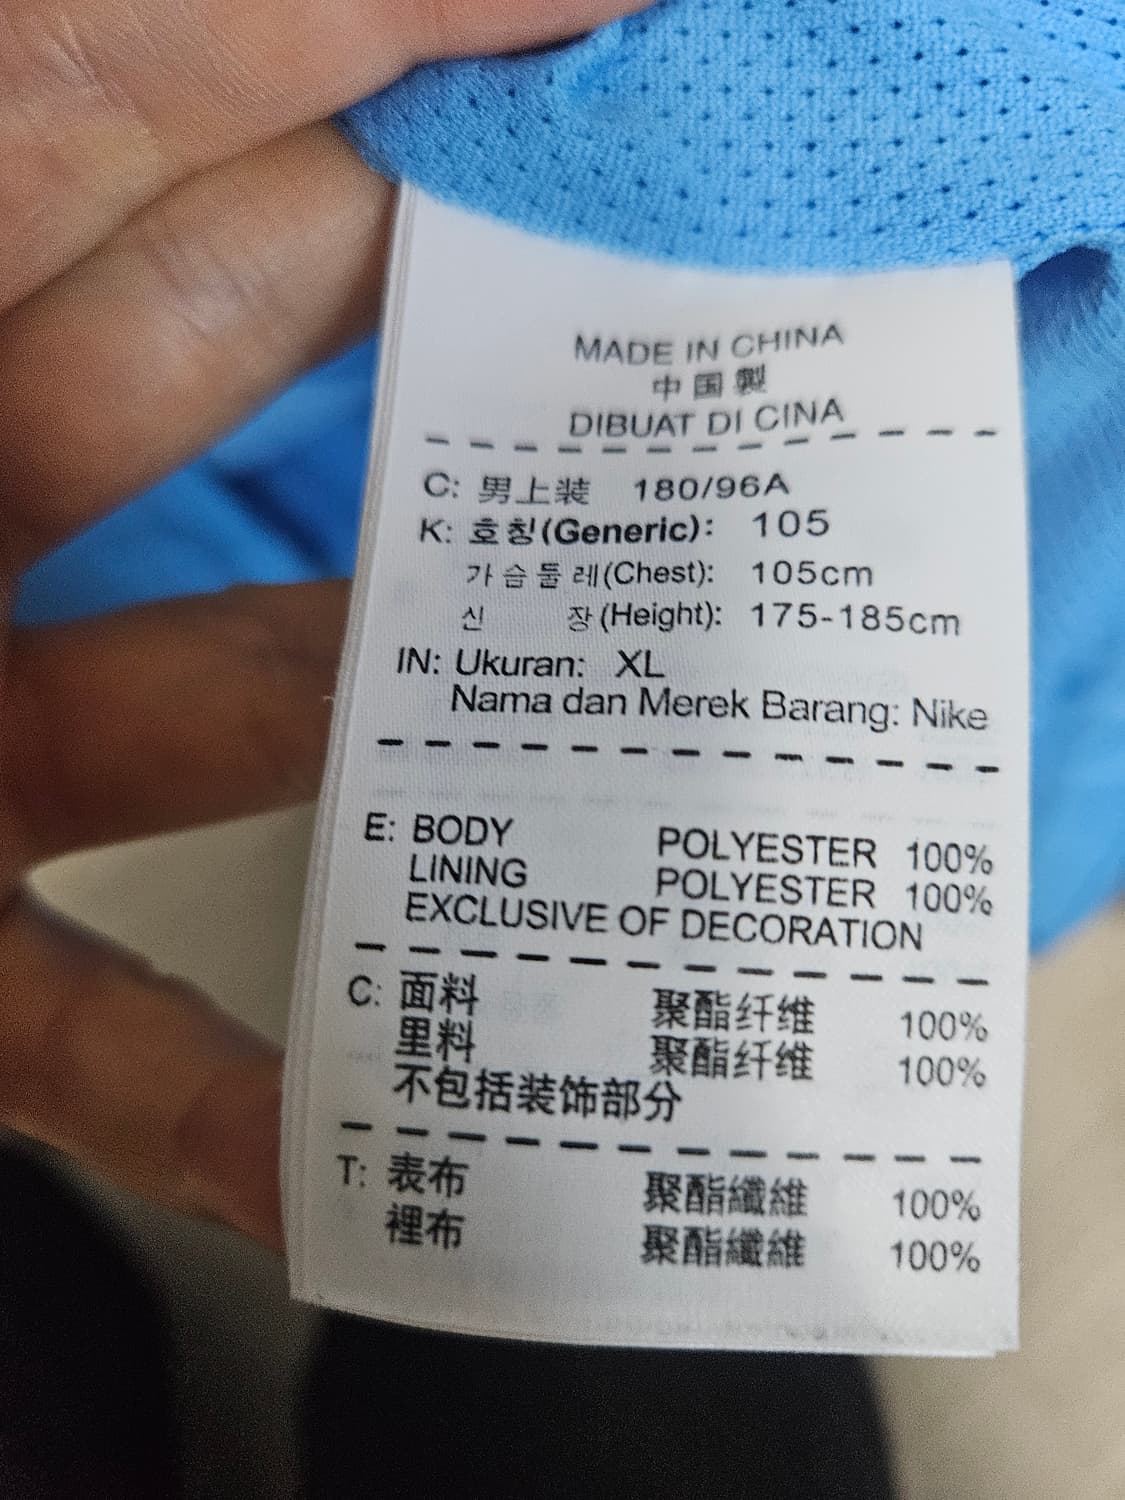 MADE IN CHINA
中国製
DIBUAT DI CINA
C: 男上装 180/96A
K: 호칭(Generic): 105
가슴둘레(Chest): 105cm
신 장(Height): 175-185cm
IN: Ukuran: XL
Nama dan Merek Barang: Nike
E: BODY POLYESTER 100%
LINING POLYESTER 100%
EXCLUSIVE OF DECORATION
C: 面料 聚酯纤维 100%
里料 聚酯纤维 100%
不包括装饰部分
T: 表布 聚酯纖維 100%
裡布 聚酯纖維 100%